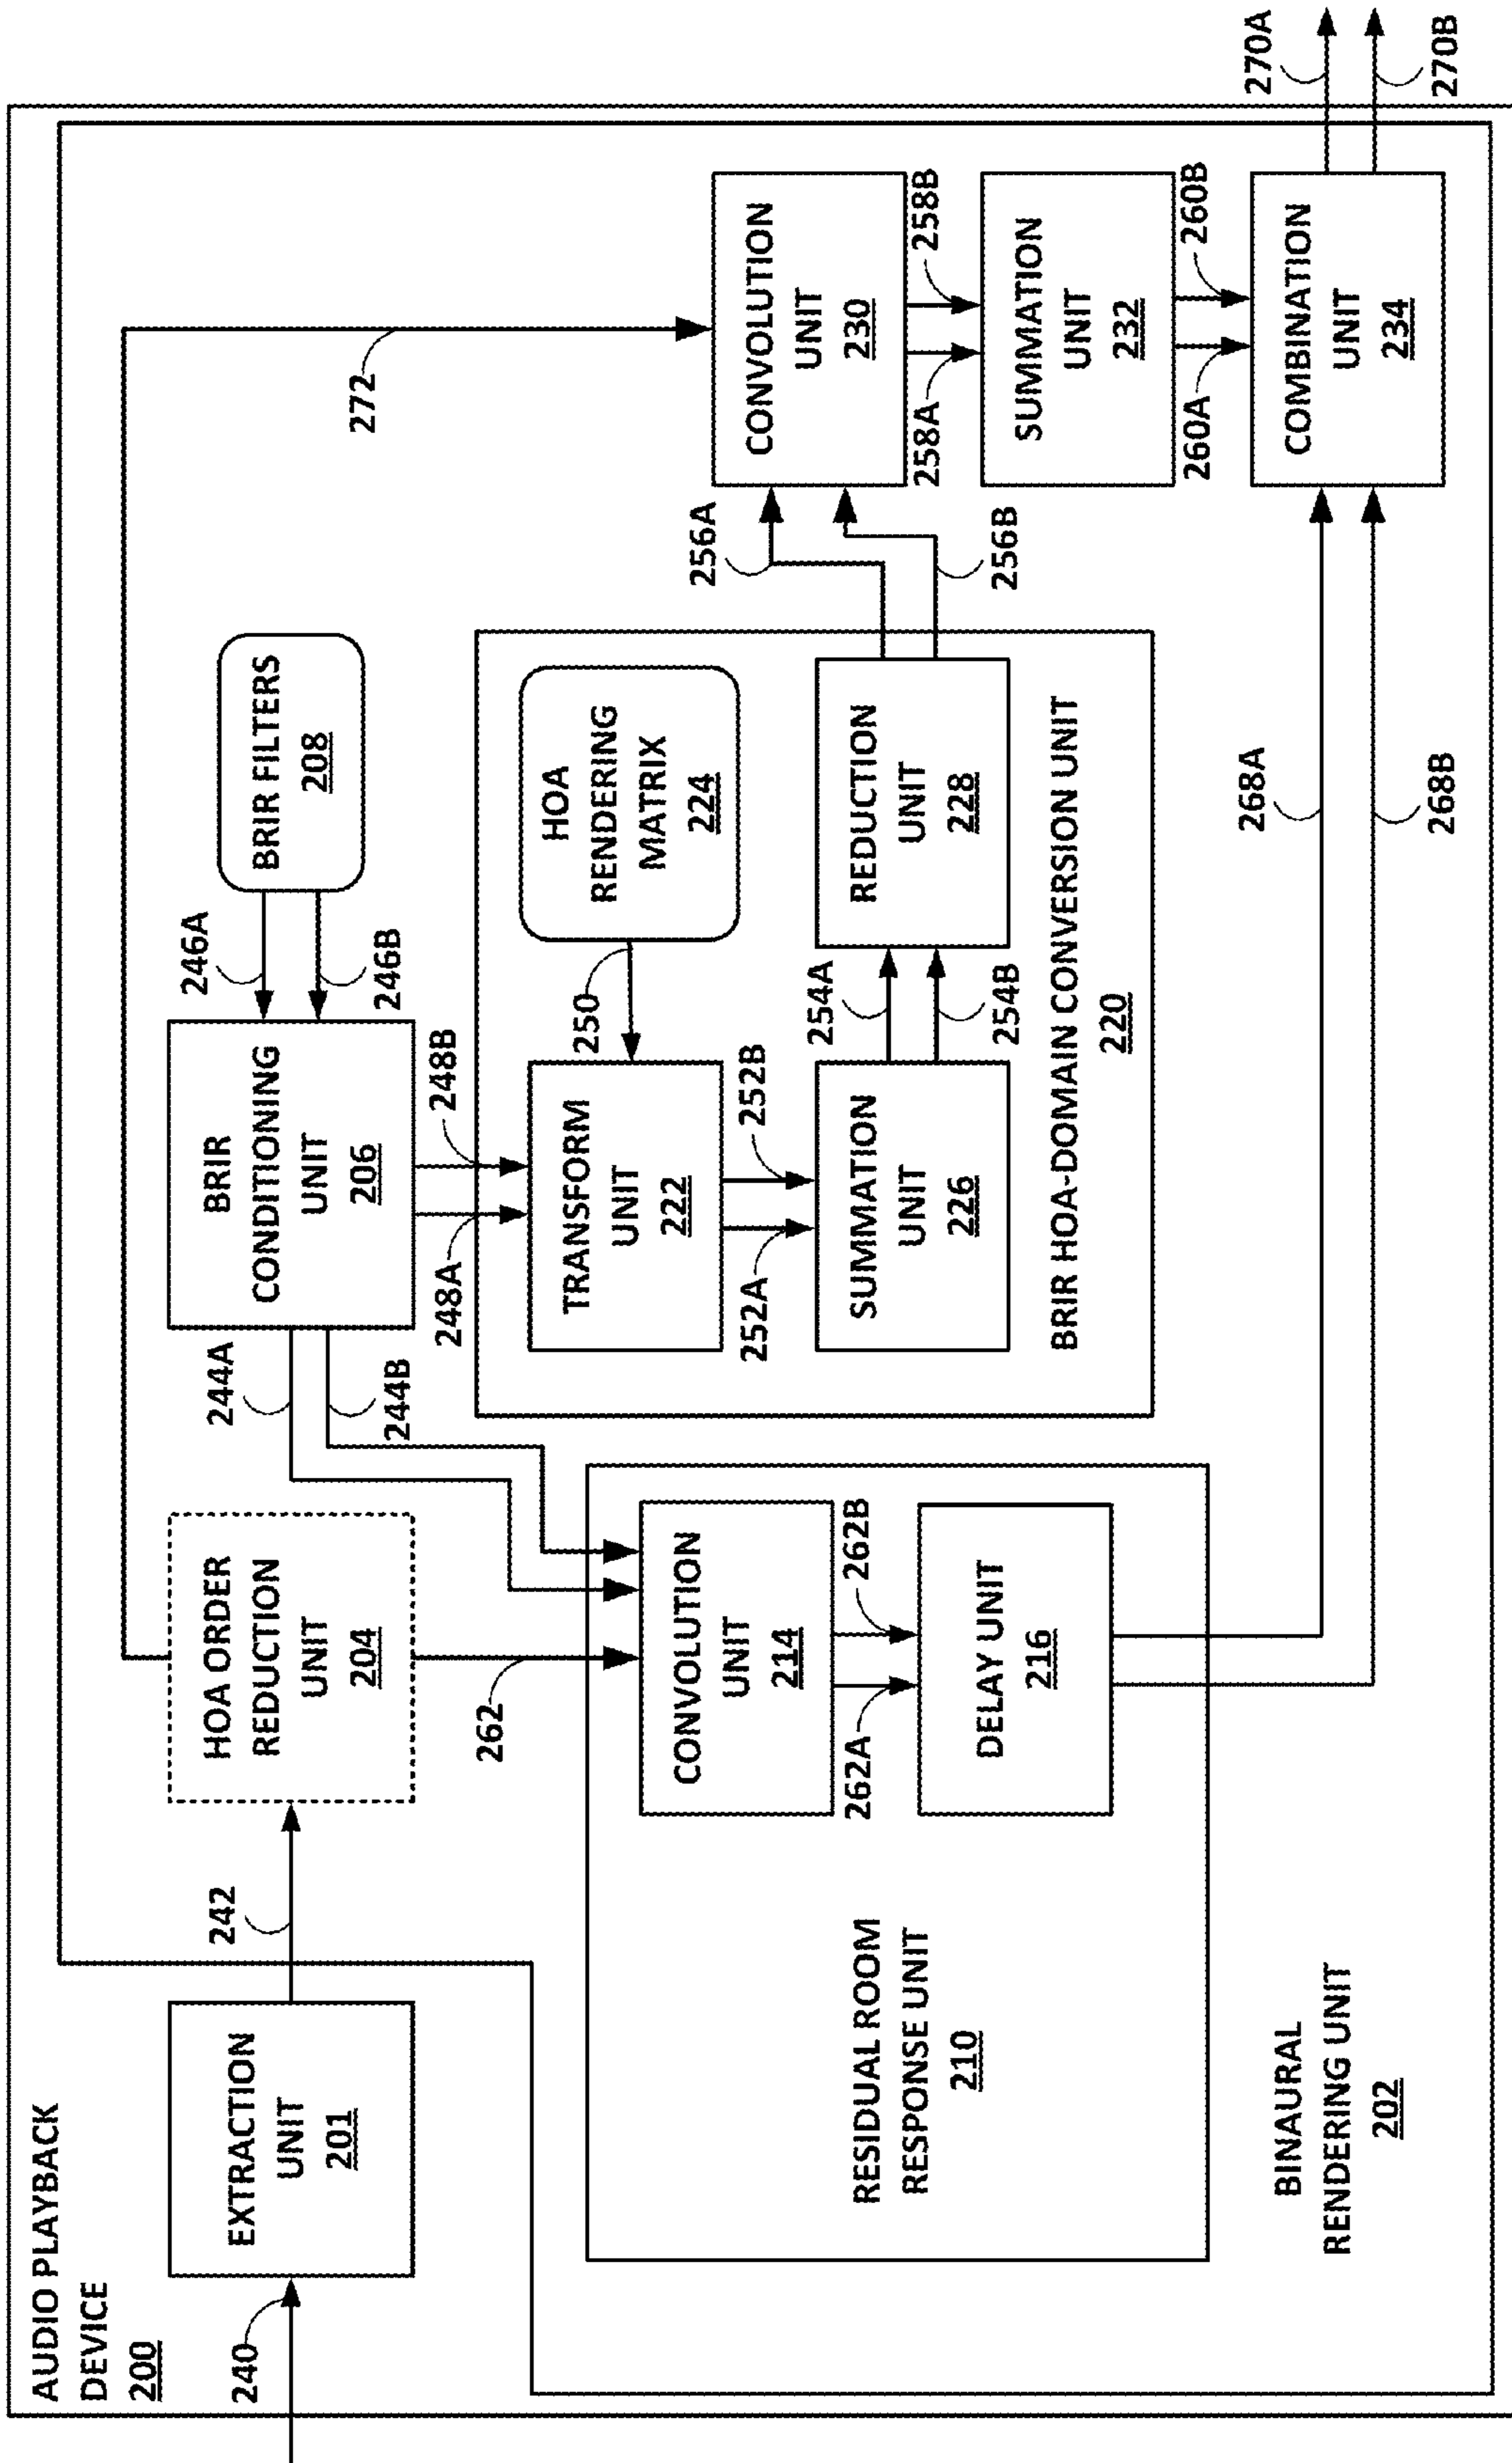 AUDIO PLAYBACK
DEVICE
200
240
EXTRACTION
UNIT
201
242
HOA ORDER
REDUCTION
UNIT
204
262
244A
244B
BRIR
CONDITIONING
UNIT
206
246A
246B
BRIR FILTERS
208
272
248A
248B
TRANSFORM
UNIT
222
250
HOA
RENDERING
MATRIX
224
252A
252B
SUMMATION
UNIT
226
254A
254B
REDUCTION
UNIT
228
BRIR HOA-DOMAIN CONVERSION UNIT
220
256A
256B
CONVOLUTION
UNIT
230
258A
258B
SUMMATION
UNIT
232
260A
260B
COMBINATION
UNIT
234
270A
270B
CONVOLUTION
UNIT
214
262A
262B
DELAY UNIT
216
RESIDUAL ROOM
RESPONSE UNIT
210
268A
268B
BINAURAL
RENDERING UNIT
202